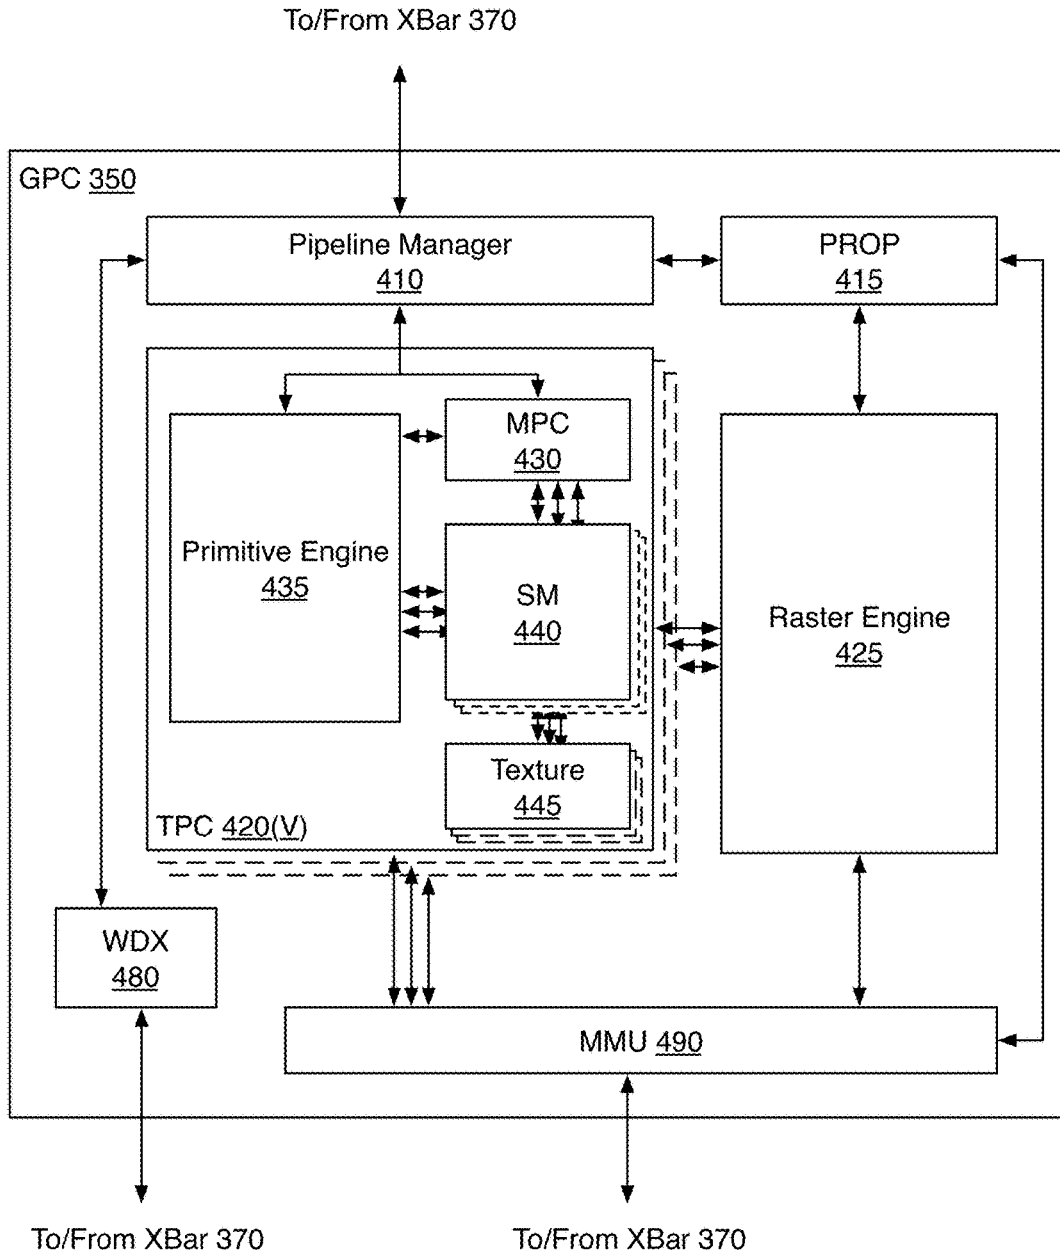 To/From XBar 370
GPC 350
Pipeline Manager
410
PROP
415
MPC
430
Primitive Engine
435
SM
440
Raster Engine
425
Texture
445
TPC 420(V)
WDX
480
MMU 490
To/From XBar 370
To/From XBar 370